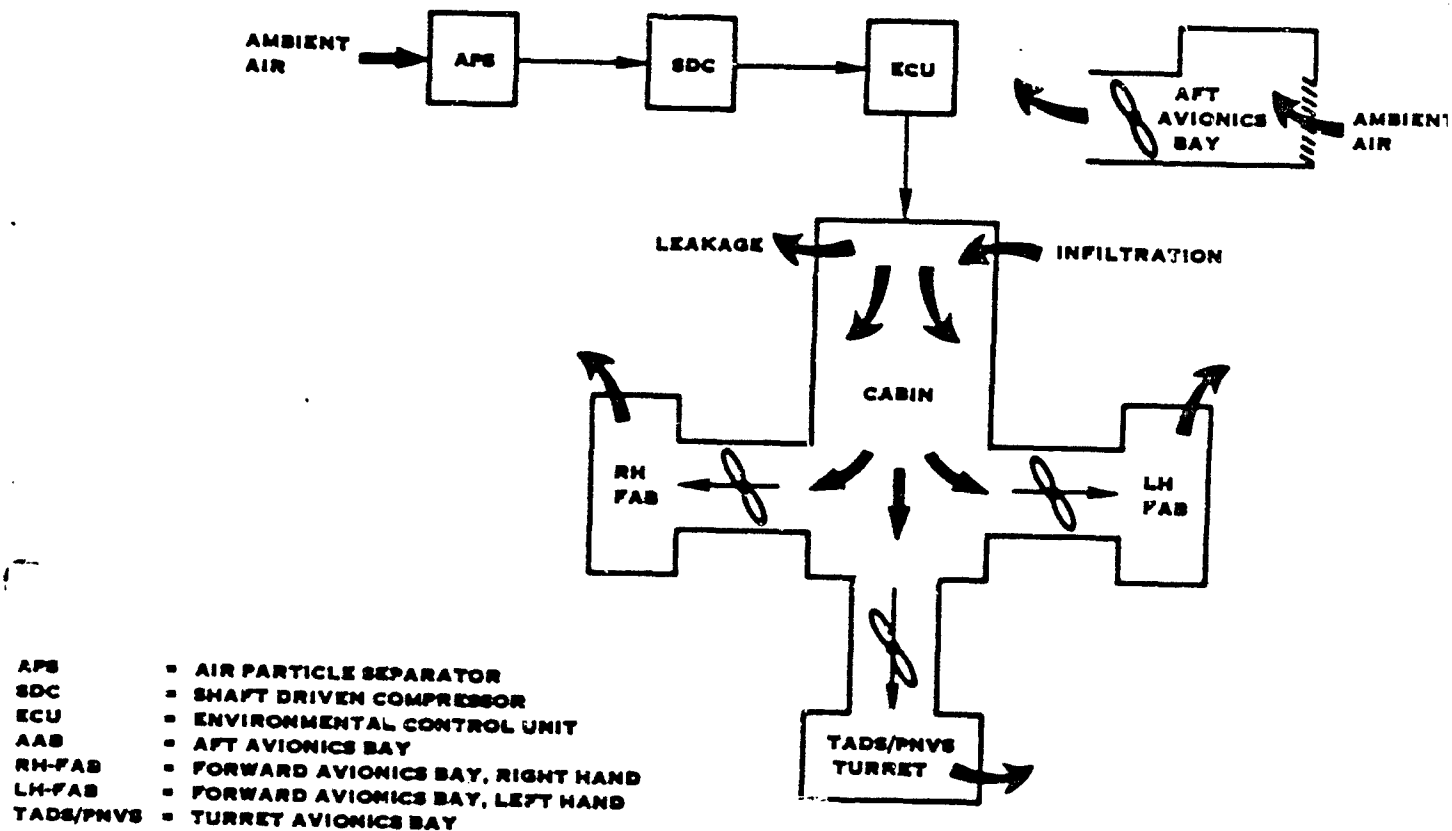 AMBIENT
AIR
APS
SDC
ECU
AFT
AVIONICS
BAY
AMBIENT
AIR
LEAKAGE
INFILTRATION
CABIN
RH
FAB
LH
FAB
TADS/PNVS
TURRET
APS = AIR PARTICLE SEPARATOR
SDC = SHAFT DRIVEN COMPRESSOR
ECU = ENVIRONMENTAL CONTROL UNIT
AAB = AFT AVIONICS BAY
RH-FAB = FORWARD AVIONICS BAY, RIGHT HAND
LH-FAB = FORWARD AVIONICS BAY, LEFT HAND
TADS/PNVS = TURRET AVIONICS BAY